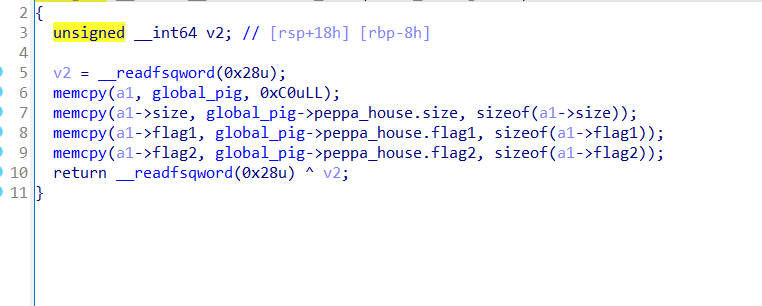 2 {
3 unsigned __int64 v2; // [rsp+18h] [rbp-8h]
4
5 v2 = __readfsqword(0x28u);
6 memcpy(a1, global_pig, 0xC0uLL);
7 memcpy(a1->size, global_pig->peppa_house.size, sizeof(a1->size));
8 memcpy(a1->flag1, global_pig->peppa_house.flag1, sizeof(a1->flag1));
9 memcpy(a1->flag2, global_pig->peppa_house.flag2, sizeof(a1->flag2));
10 return __readfsqword(0x28u) ^ v2;
11 }